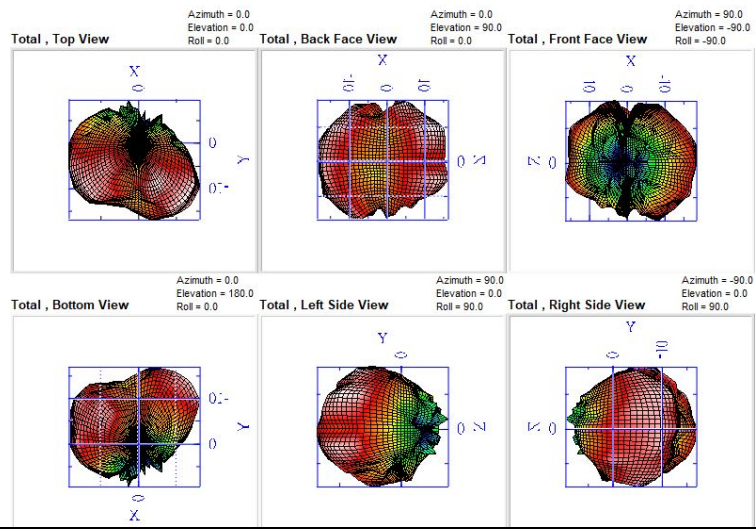 Azimuth = 0.0
Elevation = 0.0
Roll = 0.0
Total , Top View
X
0
0
Y
Azimuth = 0.0
Elevation = 90.0
Roll = 0.0
Total , Back Face View
X
-10
0
10
0
Z
Azimuth = 90.0
Elevation = -90.0
Roll = -90.0
Total , Front Face View
X
10
0
-10
Z
0
Azimuth = 0.0
Elevation = 180.0
Roll = 0.0
Total , Bottom View
0
Y
0
X
Azimuth = 90.0
Elevation = 0.0
Roll = 90.0
Total , Left Side View
Y
0
0
Z
Azimuth = -90.0
Elevation = 0.0
Roll = 90.0
Total , Right Side View
Y
0
-10
Z
0